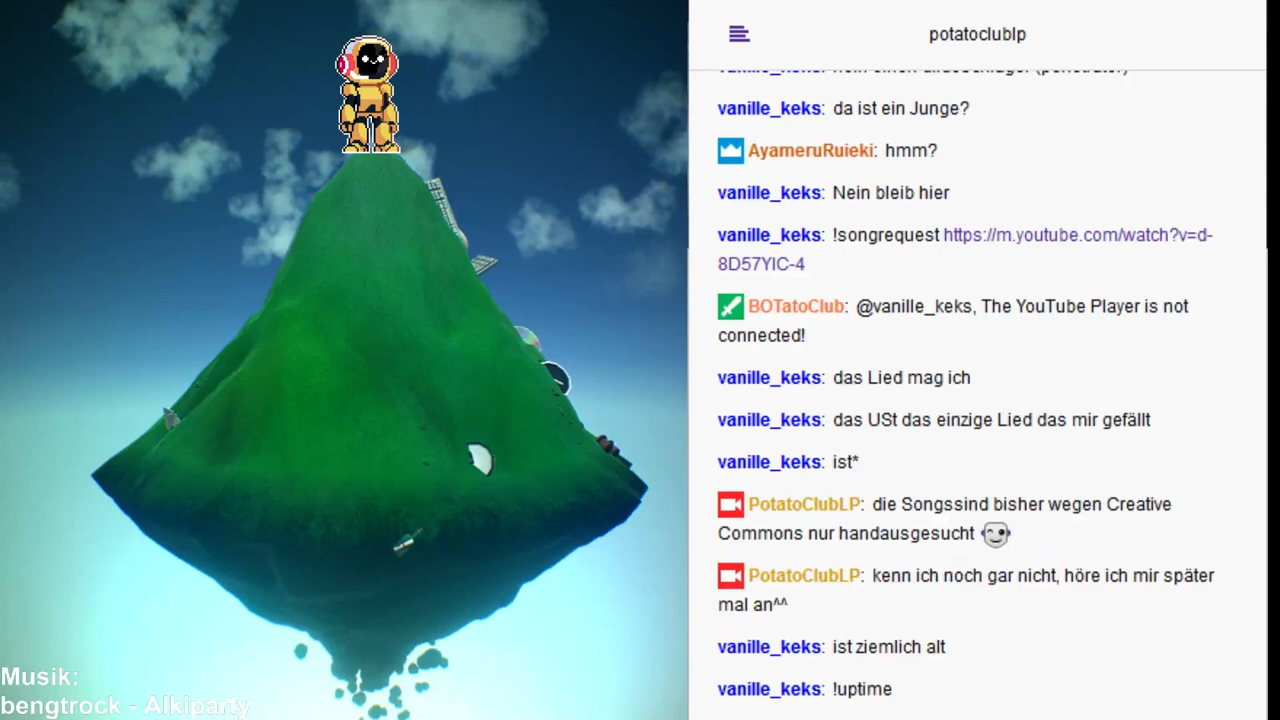 potatoclublp
vanille_keks: da ist ein Junge?
AyameruRuieki: hmm?
vanille_keks: Nein bleib hier
vanille_keks: !songrequest https://m.youtube.com/watch?v=d-
8D57YIC-4
BOTatoClub: @vanille_keks, The YouTube Player is not
connected!
vanille_keks: das Lied mag ich
vanille_keks: das USt das einzige Lied das mir gefällt
vanille_keks: ist*
PotatoClubLP: die Songssind bisher wegen Creative
Commons nur handausgesucht
PotatoClubLP: kenn ich noch gar nicht, höre ich mir später
mal an^^
vanille_keks: ist ziemlich alt
vanille_keks: !uptime
Musik:
bengtrock - Alkiparty